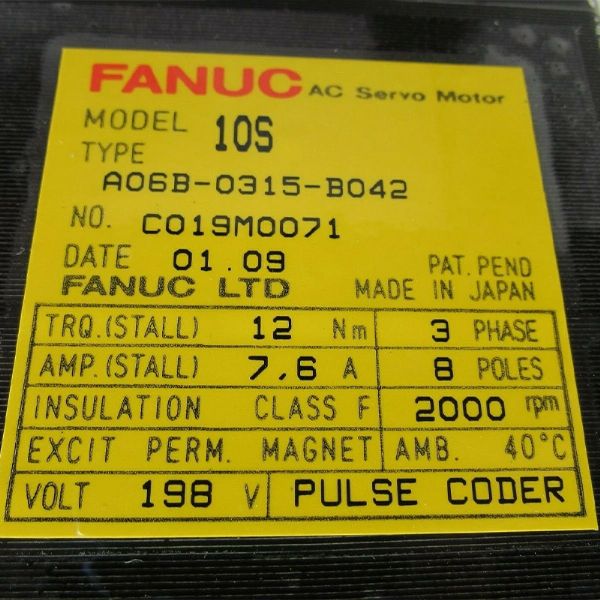 FANUC AC Servo Motor
MODEL 10S
TYPE
A06B-0315-B042
NO. C019M0071
DATE 01.09 PAT. PEND
FANUC LTD MADE IN JAPAN
TRQ.(STALL) 12 Nm 3 PHASE
AMP.(STALL) 7,6 A 8 POLES
INSULATION CLASS F 2000 rpm
EXCIT PERM. MAGNET AMB. 40°C
VOLT 198 V PULSE CODER